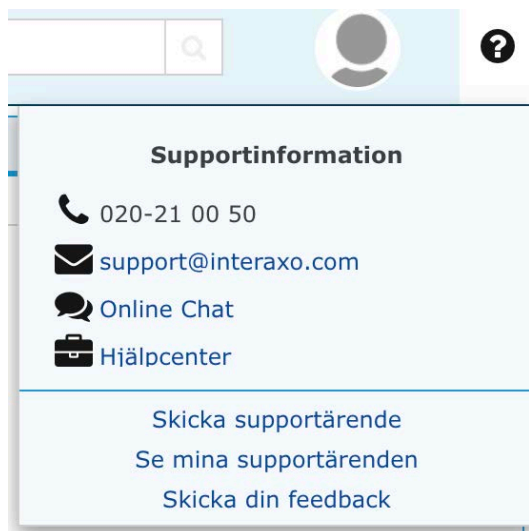 Supportinformation
020-21 00 50
support@interaxo.com
Online Chat
Hjälpcenter
Skicka supportärende
Se mina supportärenden
Skicka din feedback